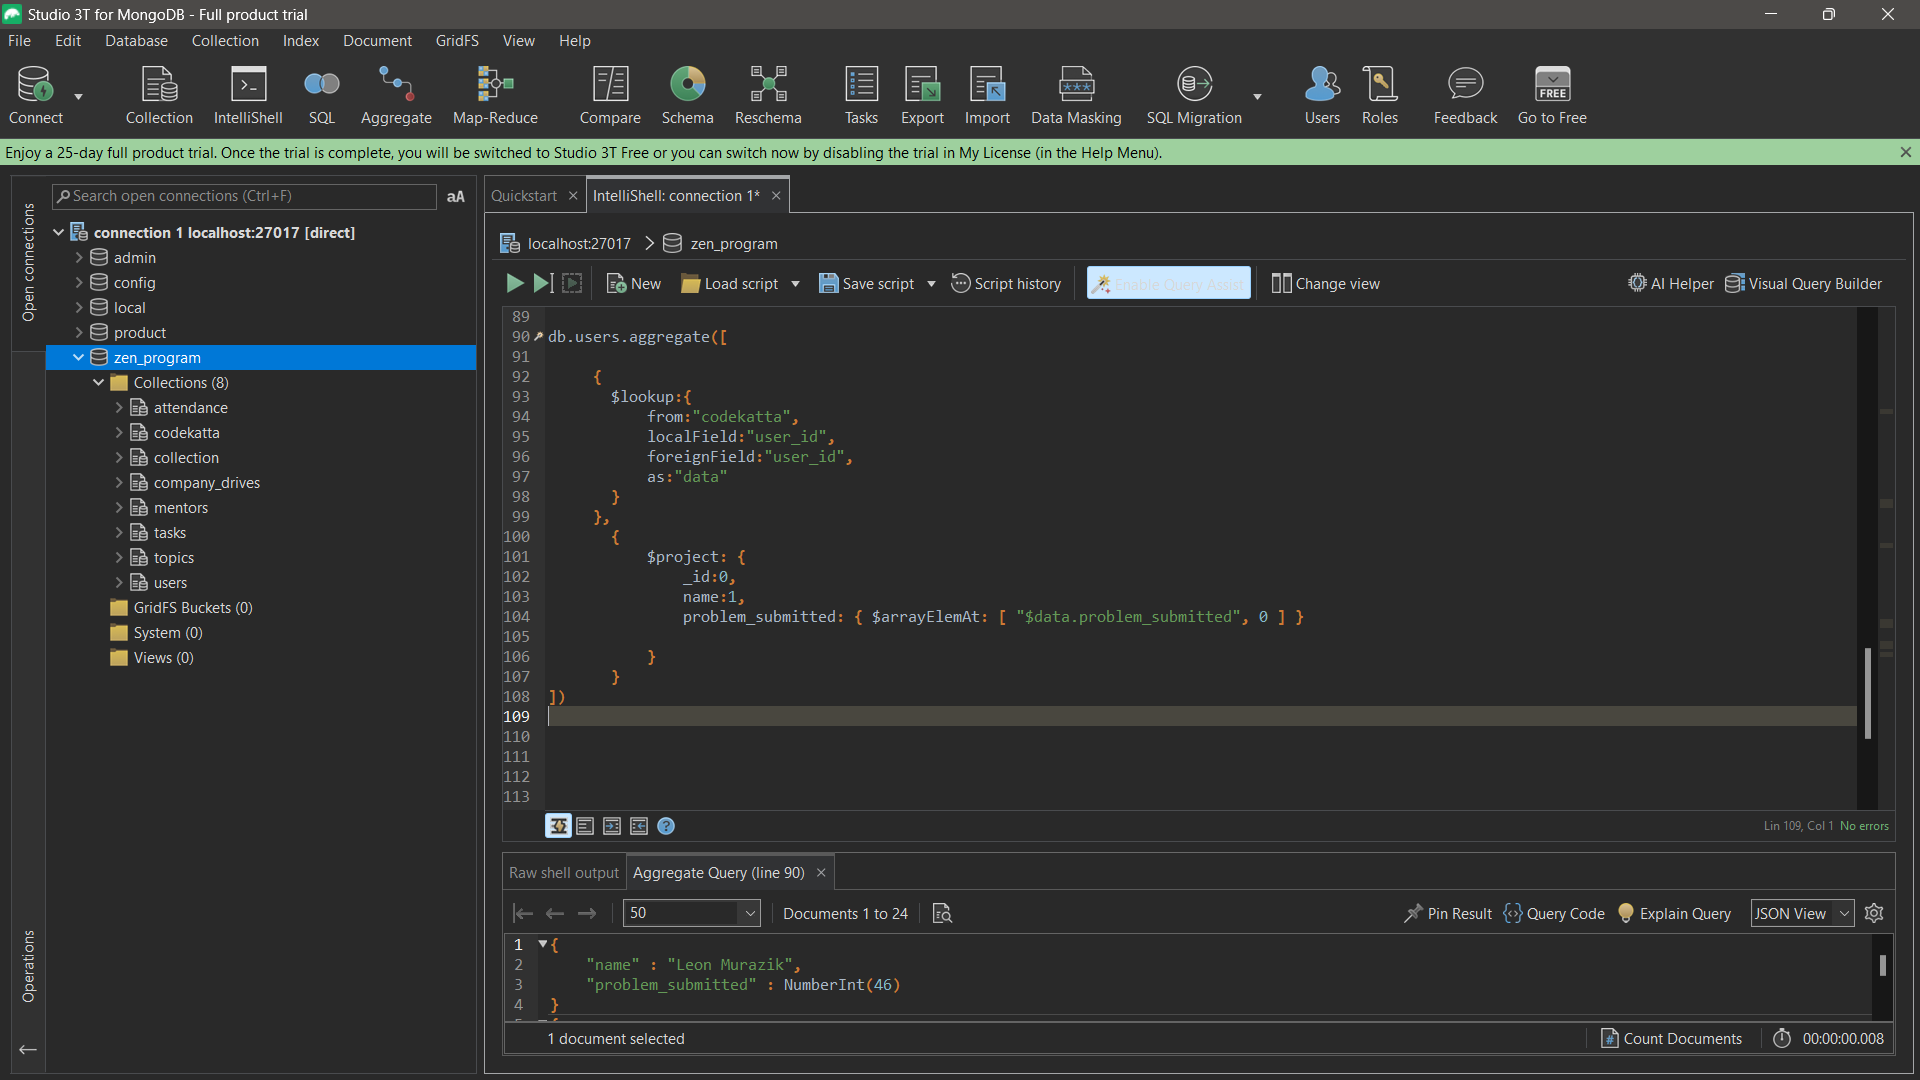 Studio 3T for MongoDB - Full product trial
File Edit Database Collection Index Document GridFS View Help
Connect Collection IntelliShell SQL Aggregate Map-Reduce Compare Schema Reschema Tasks Export Import Data Masking SQL Migration Users Roles Feedback Go to Free
FREE
Enjoy a 25-day full product trial. Once the trial is complete, you will be switched to Studio 3T Free or you can switch now by disabling the trial in My License (in the Help Menu).
Open connections
Operations
Search open connections (Ctrl+F) aA
connection 1 localhost:27017 [direct]
admin
config
local
product
zen_program
Collections (8)
attendance
codekatta
collection
company_drives
mentors
tasks
topics
users
GridFS Buckets (0)
System (0)
Views (0)
Quickstart IntelliShell: connection 1*
localhost:27017 zen_program
New Load script Save script Script history Enable Query Assist Change view AI Helper Visual Query Builder
89
90 db.users.aggregate([
91
92 {
93 $lookup:{
94 from:"codekatta",
95 localField:"user_id",
96 foreignField:"user_id",
97 as:"data"
98 }
99 },
100 {
101 $project: {
102 _id:0,
103 name:1,
104 problem_submitted: { $arrayElemAt: [ "$data.problem_submitted", 0 ] }
105
106 }
107 }
108 ])
109
110
111
112
113
Lin 109, Col 1 No errors
Raw shell output Aggregate Query (line 90)
50 Documents 1 to 24 Pin Result Query Code Explain Query JSON View
1 {
2 "name" : "Leon Murazik",
3 "problem_submitted" : NumberInt(46)
4 }
1 document selected Count Documents 00:00:00.008